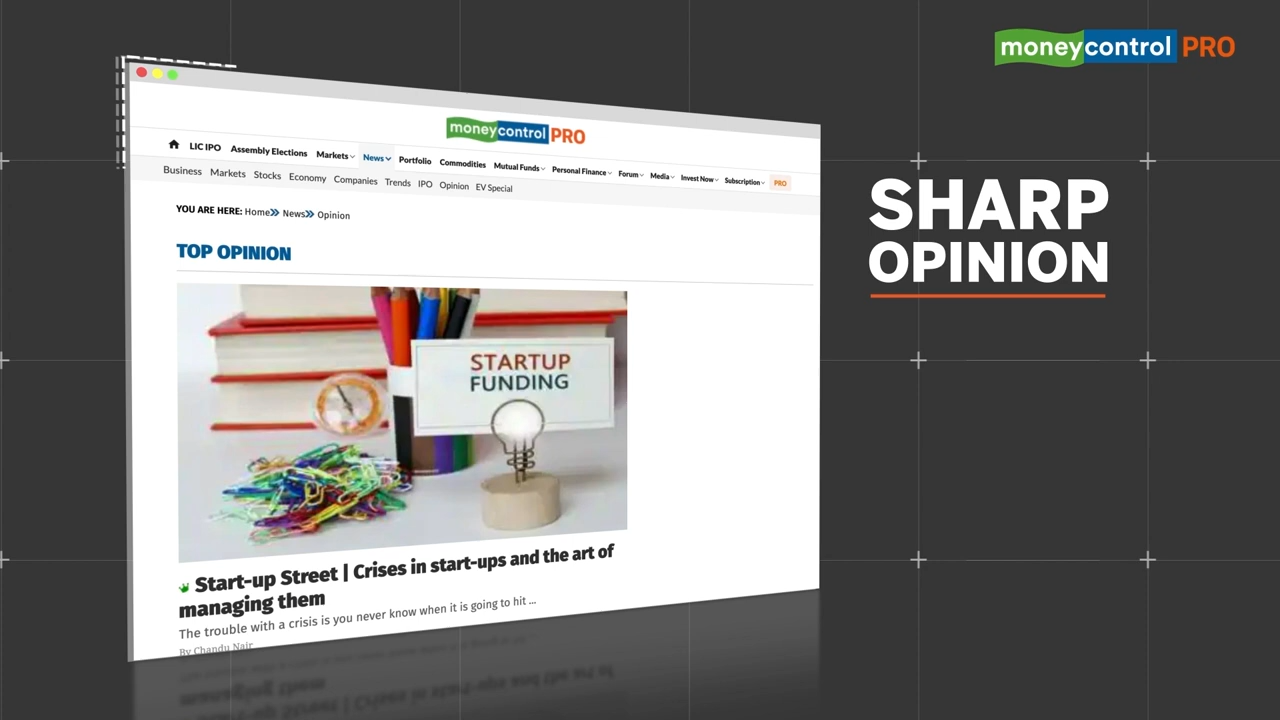 moneycontrol PRO
moneycontrol PRO
LIC IPO Assembly Elections Markets News Portfolio Commodities Mutual Funds Personal Finance Forum Media Invest Now Subscription PRO
Business Markets Stocks Economy Companies Trends IPO Opinion EV Special
YOU ARE HERE: Home News Opinion
TOP OPINION
STARTUP
FUNDING
Start-up Street | Crises in start-ups and the art of
managing them
The trouble with a crisis is you never know when it is going to hit ...
By Chandu Nair
SHARP
OPINION